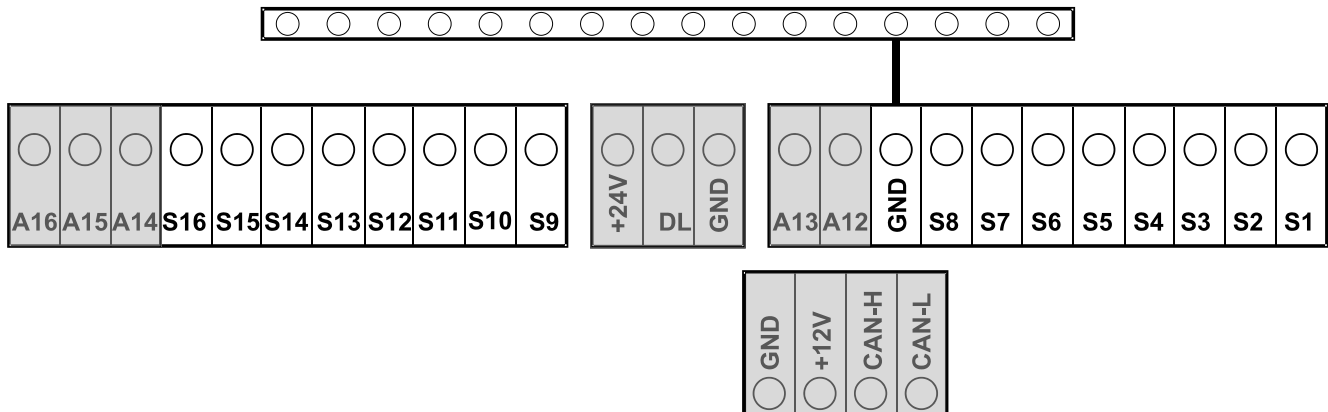 A16 A15 A14 S16 S15 S14 S13 S12 S11 S10 S9 +24V DL GND A13 A12 GND S8 S7 S6 S5 S4 S3 S2 S1
GND +12V CAN-H CAN-L